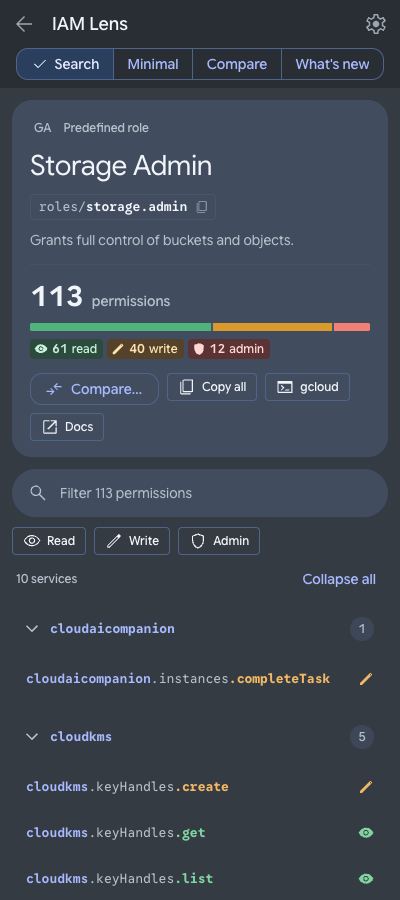 IAM Lens
Search Minimal Compare What's new
GA Predefined role
Storage Admin
roles/storage.admin
Grants full control of buckets and objects.
113 permissions
61 read 40 write 12 admin
Compare... Copy all gcloud
Docs
Filter 113 permissions
Read Write Admin
10 services Collapse all
cloudaicompanion 1
cloudaicompanion.instances.completeTask
cloudkms 5
cloudkms.keyHandles.create
cloudkms.keyHandles.get
cloudkms.keyHandles.list